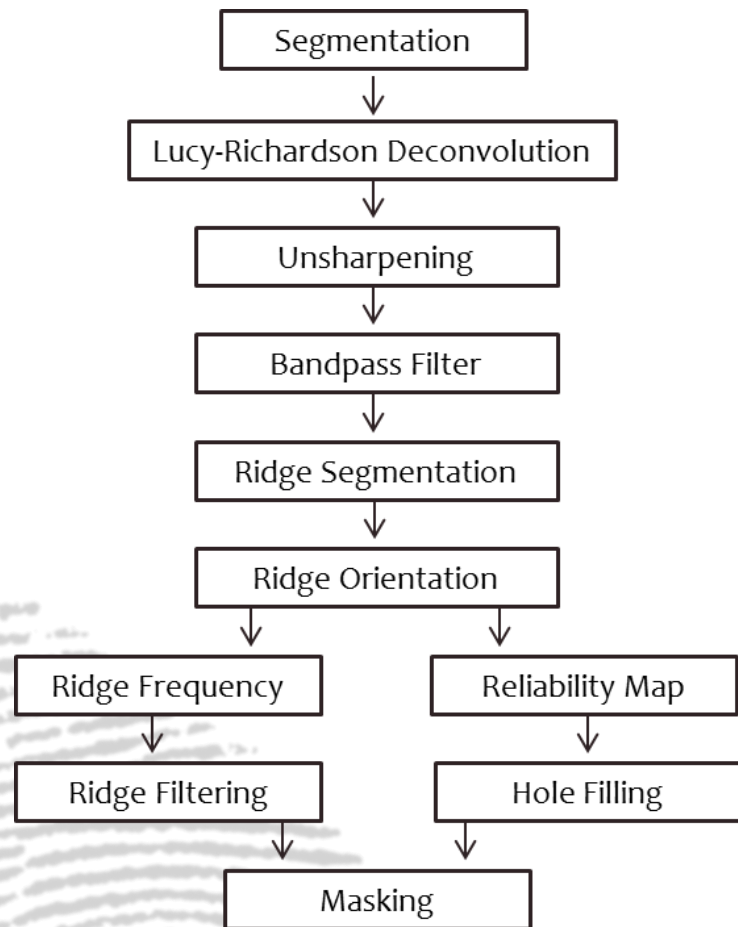 Segmentation
Lucy-Richardson Deconvolution
Unsharpening
Bandpass Filter
Ridge Segmentation
Ridge Orientation
Ridge Frequency
Reliability Map
Ridge Filtering
Hole Filling
Masking